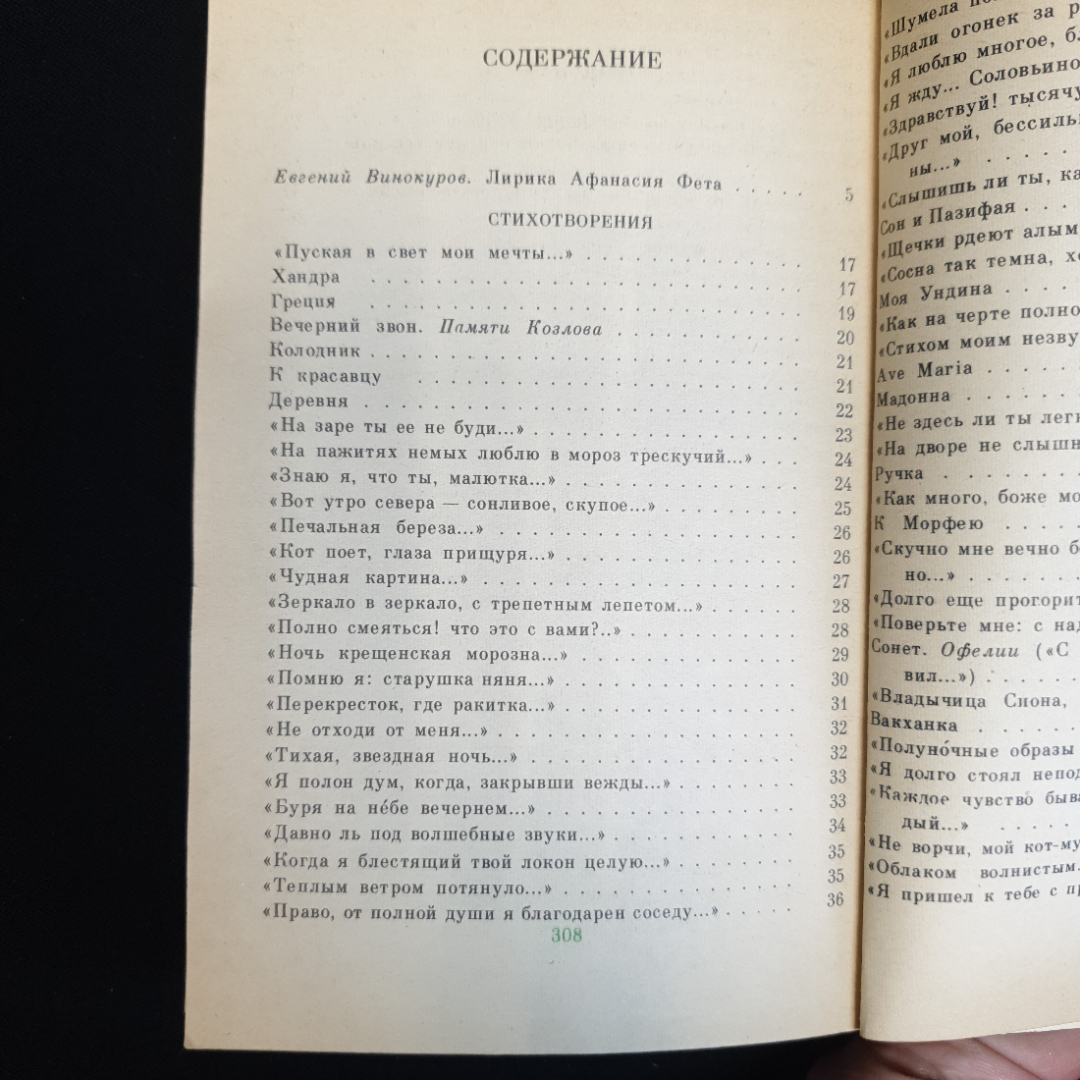 СОДЕРЖАНИЕ
Евгений Винокуров. Лирика Афанасия Фета . . . . . 5
СТИХОТВОРЕНИЯ
«Пуская в свет мои мечты...» . . . . . . . . . . . 17
Хандра . . . . . . . . . . . . . . . . . . . . 17
Греция . . . . . . . . . . . . . . . . . . . . 19
Вечерний звон. Памяти Козлова . . . . . . . . . . 20
Колодник . . . . . . . . . . . . . . . . . . . . 21
К красавцу . . . . . . . . . . . . . . . . . . 21
Деревня . . . . . . . . . . . . . . . . . . . . 22
«На заре ты ее не буди...» . . . . . . . . . . . . . 23
«На пажитях немых люблю в мороз трескучий...» . . . 24
«Знаю я, что ты, малютка...» . . . . . . . . . . . . 24
«Вот утро севера — сонливое, скупое...» . . . . . . . 25
«Печальная береза...» . . . . . . . . . . . . . . 26
«Кот поет, глаза прищуря...» . . . . . . . . . . . . 26
«Чудная картина...» . . . . . . . . . . . . . . . 27
«Зеркало в зеркало, с трепетным лепетом...» . . . . . . 28
«Полно смеяться! что это с вами?..» . . . . . . . . . 28
«Ночь крещенская морозна...» . . . . . . . . . . . 29
«Помню я: старушка няня...» . . . . . . . . . . . . 30
«Перекресток, где ракитка...» . . . . . . . . . . . . 31
«Не отходи от меня...» . . . . . . . . . . . . . . . 32
«Тихая, звездная ночь...» . . . . . . . . . . . . . 32
«Я полон дум, когда, закрывши вежды...» . . . . . . 33
«Буря на не́бе вечернем...» . . . . . . . . . . . . . 33
«Давно ль под волшебные звуки...» . . . . . . . . . 34
«Когда я блестящий твой локон целую...» . . . . . . 35
«Теплым ветром потянуло...» . . . . . . . . . . . . 35
«Право, от полной души я благодарен соседу...» . . . . 36
308
«Шумела
«Вдали огонек за
«Я люблю многое,
«Я жду... Соловьино
«Здравствуй! тысячу
«Друг мой, бессиль
ны...» . . . . .
«Слышишь ли ты,
Сон и Пазифая . . .
«Щечки рдеют алым
«Сосна так темна,
Моя Ундина . . . .
«Как на черте полно
«Стихом моим незву
Ave Maria . . . . .
Мадонна . . . . . .
«Не здесь ли ты легк
«На дворе не слышн
Ручка . . . . . . .
«Как много, боже мо
К Морфею . . . . .
«Скучно мне вечно б
но...» . . . . . .
«Долго еще прогорит
«Поверьте мне: с над
Сонет. Офелии («С
вил...») . . . . .
«Владычица Сиона,
Вакханка . . . . . .
«Полуно́чные образы
«Я долго стоял непод
«Каждое чувство быва
дый...» . . . . .
«Не ворчи, мой кот-му
«Облаком волнистым.
«Я пришел к тебе с пр